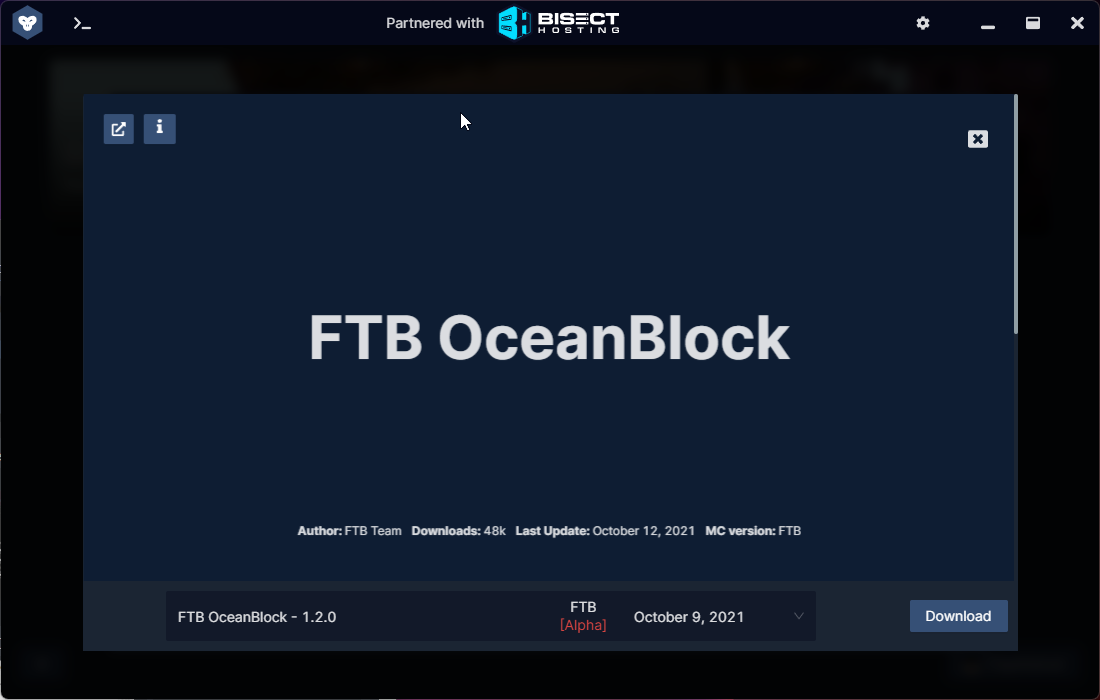 Partnered with BISECT HOSTING
FTB OceanBlock
Author: FTB Team Downloads: 48k Last Update: October 12, 2021 MC version: FTB
FTB OceanBlock - 1.2.0
FTB
[Alpha]
October 9, 2021
Download